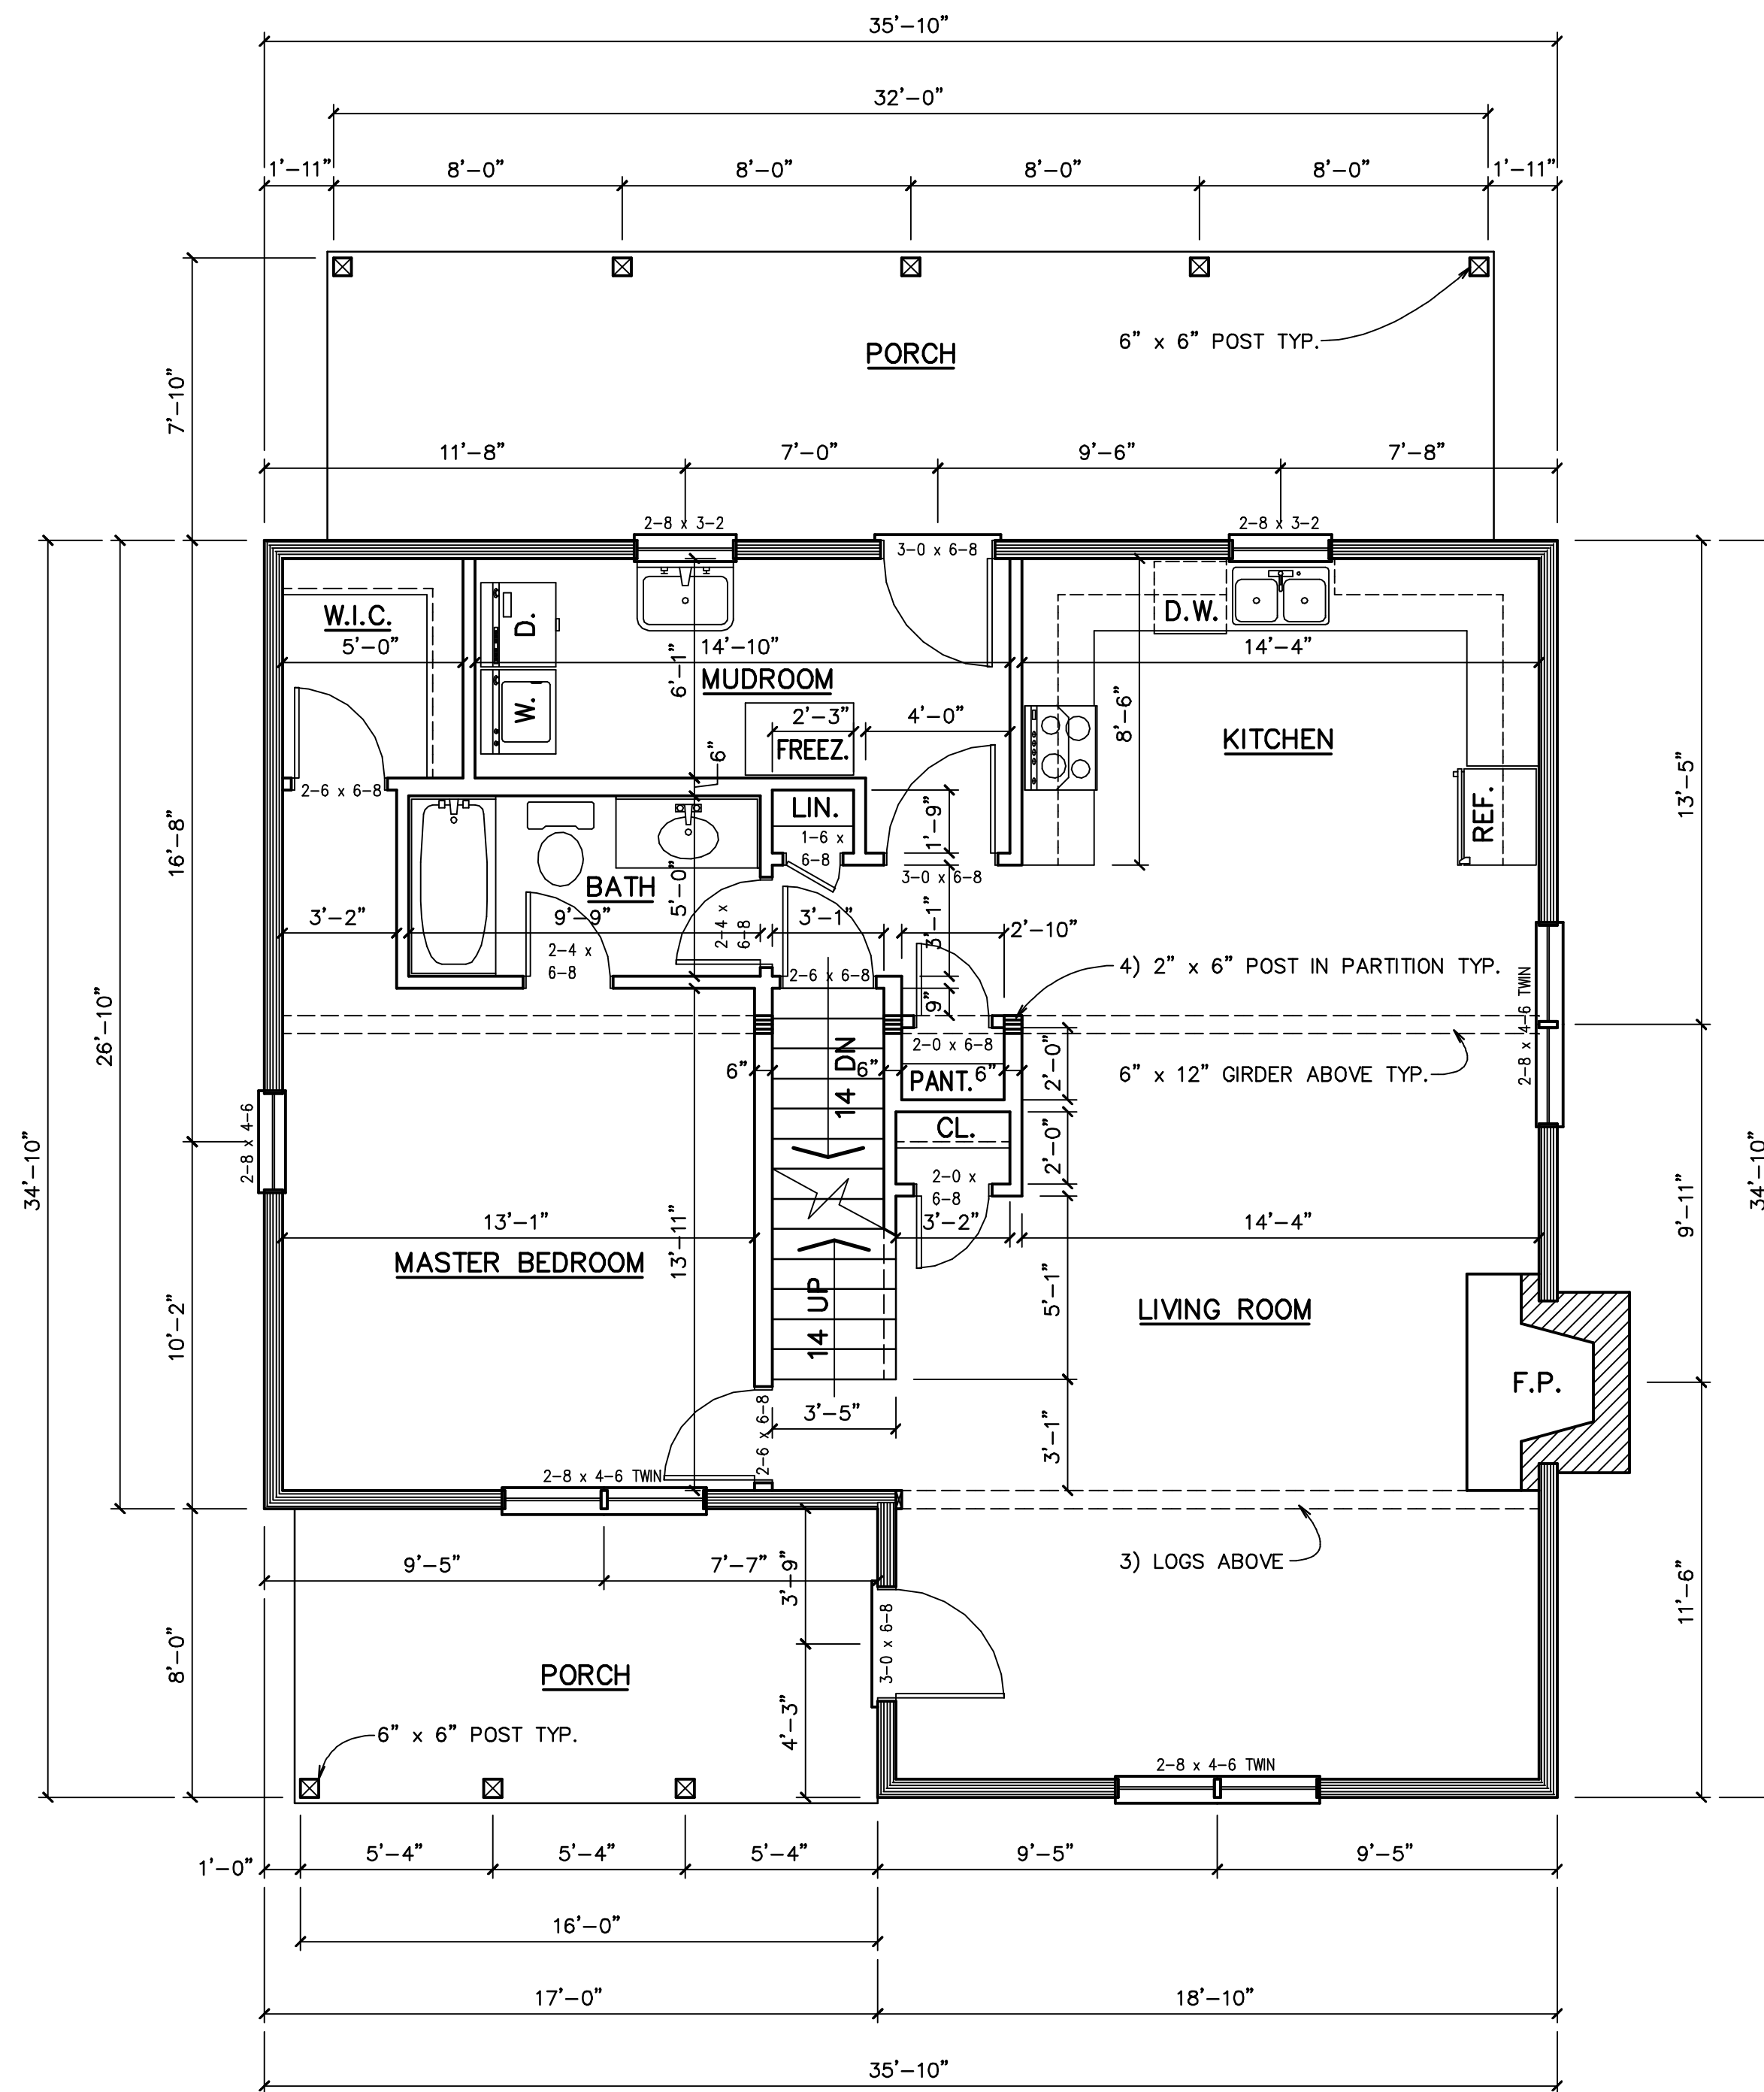 35'-10"
32'-0"
1'-11" 8'-0" 8'-0" 8'-0" 8'-0" 1'-11"
6" x 6" POST TYP.
PORCH
7'-10"
11'-8" 7'-0" 9'-6" 7'-8"
2-8 x 3-2 2-8 x 3-2
3-0 x 6-8
W.I.C. D. D.W.
5'-0" 14'-10" 14'-4"
6'-1"
MUDROOM
W. 2'-3" 4'-0" 8'-6" KITCHEN
FREEZ. 6"
13'-5"
2-6 x 6-8
LIN. 1'-9" REF.
1-6 x
6-8
16'-8"
3-0 x 6-8
BATH 5'-0"
3'-2" 9'-9" 3'-1" 3'-1" 2'-10"
2-4 x
6-8
2-4 x
6-8
4) 2" x 6" POST IN PARTITION TYP.
2-6 x 6-8
9"
2-8 x 4-6 TWIN
26'-10"
2-0 x 6-8
14 DN
6" 6" PANT. 6" 2'-0"
6" x 12" GIRDER ABOVE TYP.
2-8 x 4-6
CL. 2'-0"
34'-10" 34'-10"
2-0 x
6-8
9'-11"
13'-1" 13'-11" 3'-2" 14'-4"
MASTER BEDROOM
5'-1"
14 UP
LIVING ROOM
10'-2"
F.P.
3'-5" 3'-1"
2-6 x 6-8
2-8 x 4-6 TWIN
3) LOGS ABOVE
9'-5" 7'-7" 3'-9"
11'-6"
8'-0"
3-0 x 6-8
PORCH
4'-3"
6" x 6" POST TYP.
2-8 x 4-6 TWIN
1'-0" 5'-4" 5'-4" 5'-4" 9'-5" 9'-5"
16'-0"
17'-0" 18'-10"
35'-10"